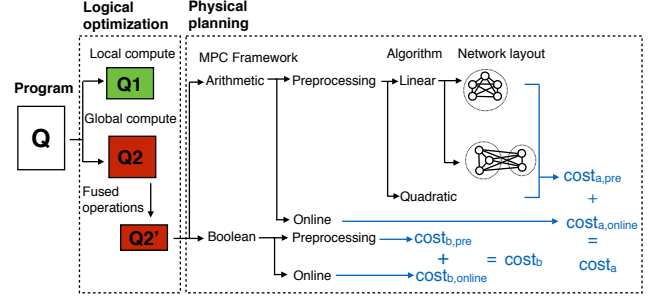 Logical
optimization
Physical
planning
Local compute
MPC Framework
Algorithm
Network layout
Program
Q
Q1
Arithmetic
Preprocessing
Linear
Global compute
Q2
Fused
operations
Quadratic
cost_a,pre
+
Online
cost_a,online
Q2'
Boolean
Preprocessing
cost_b,pre
=
+
= cost_b
cost_a
Online
cost_b,online